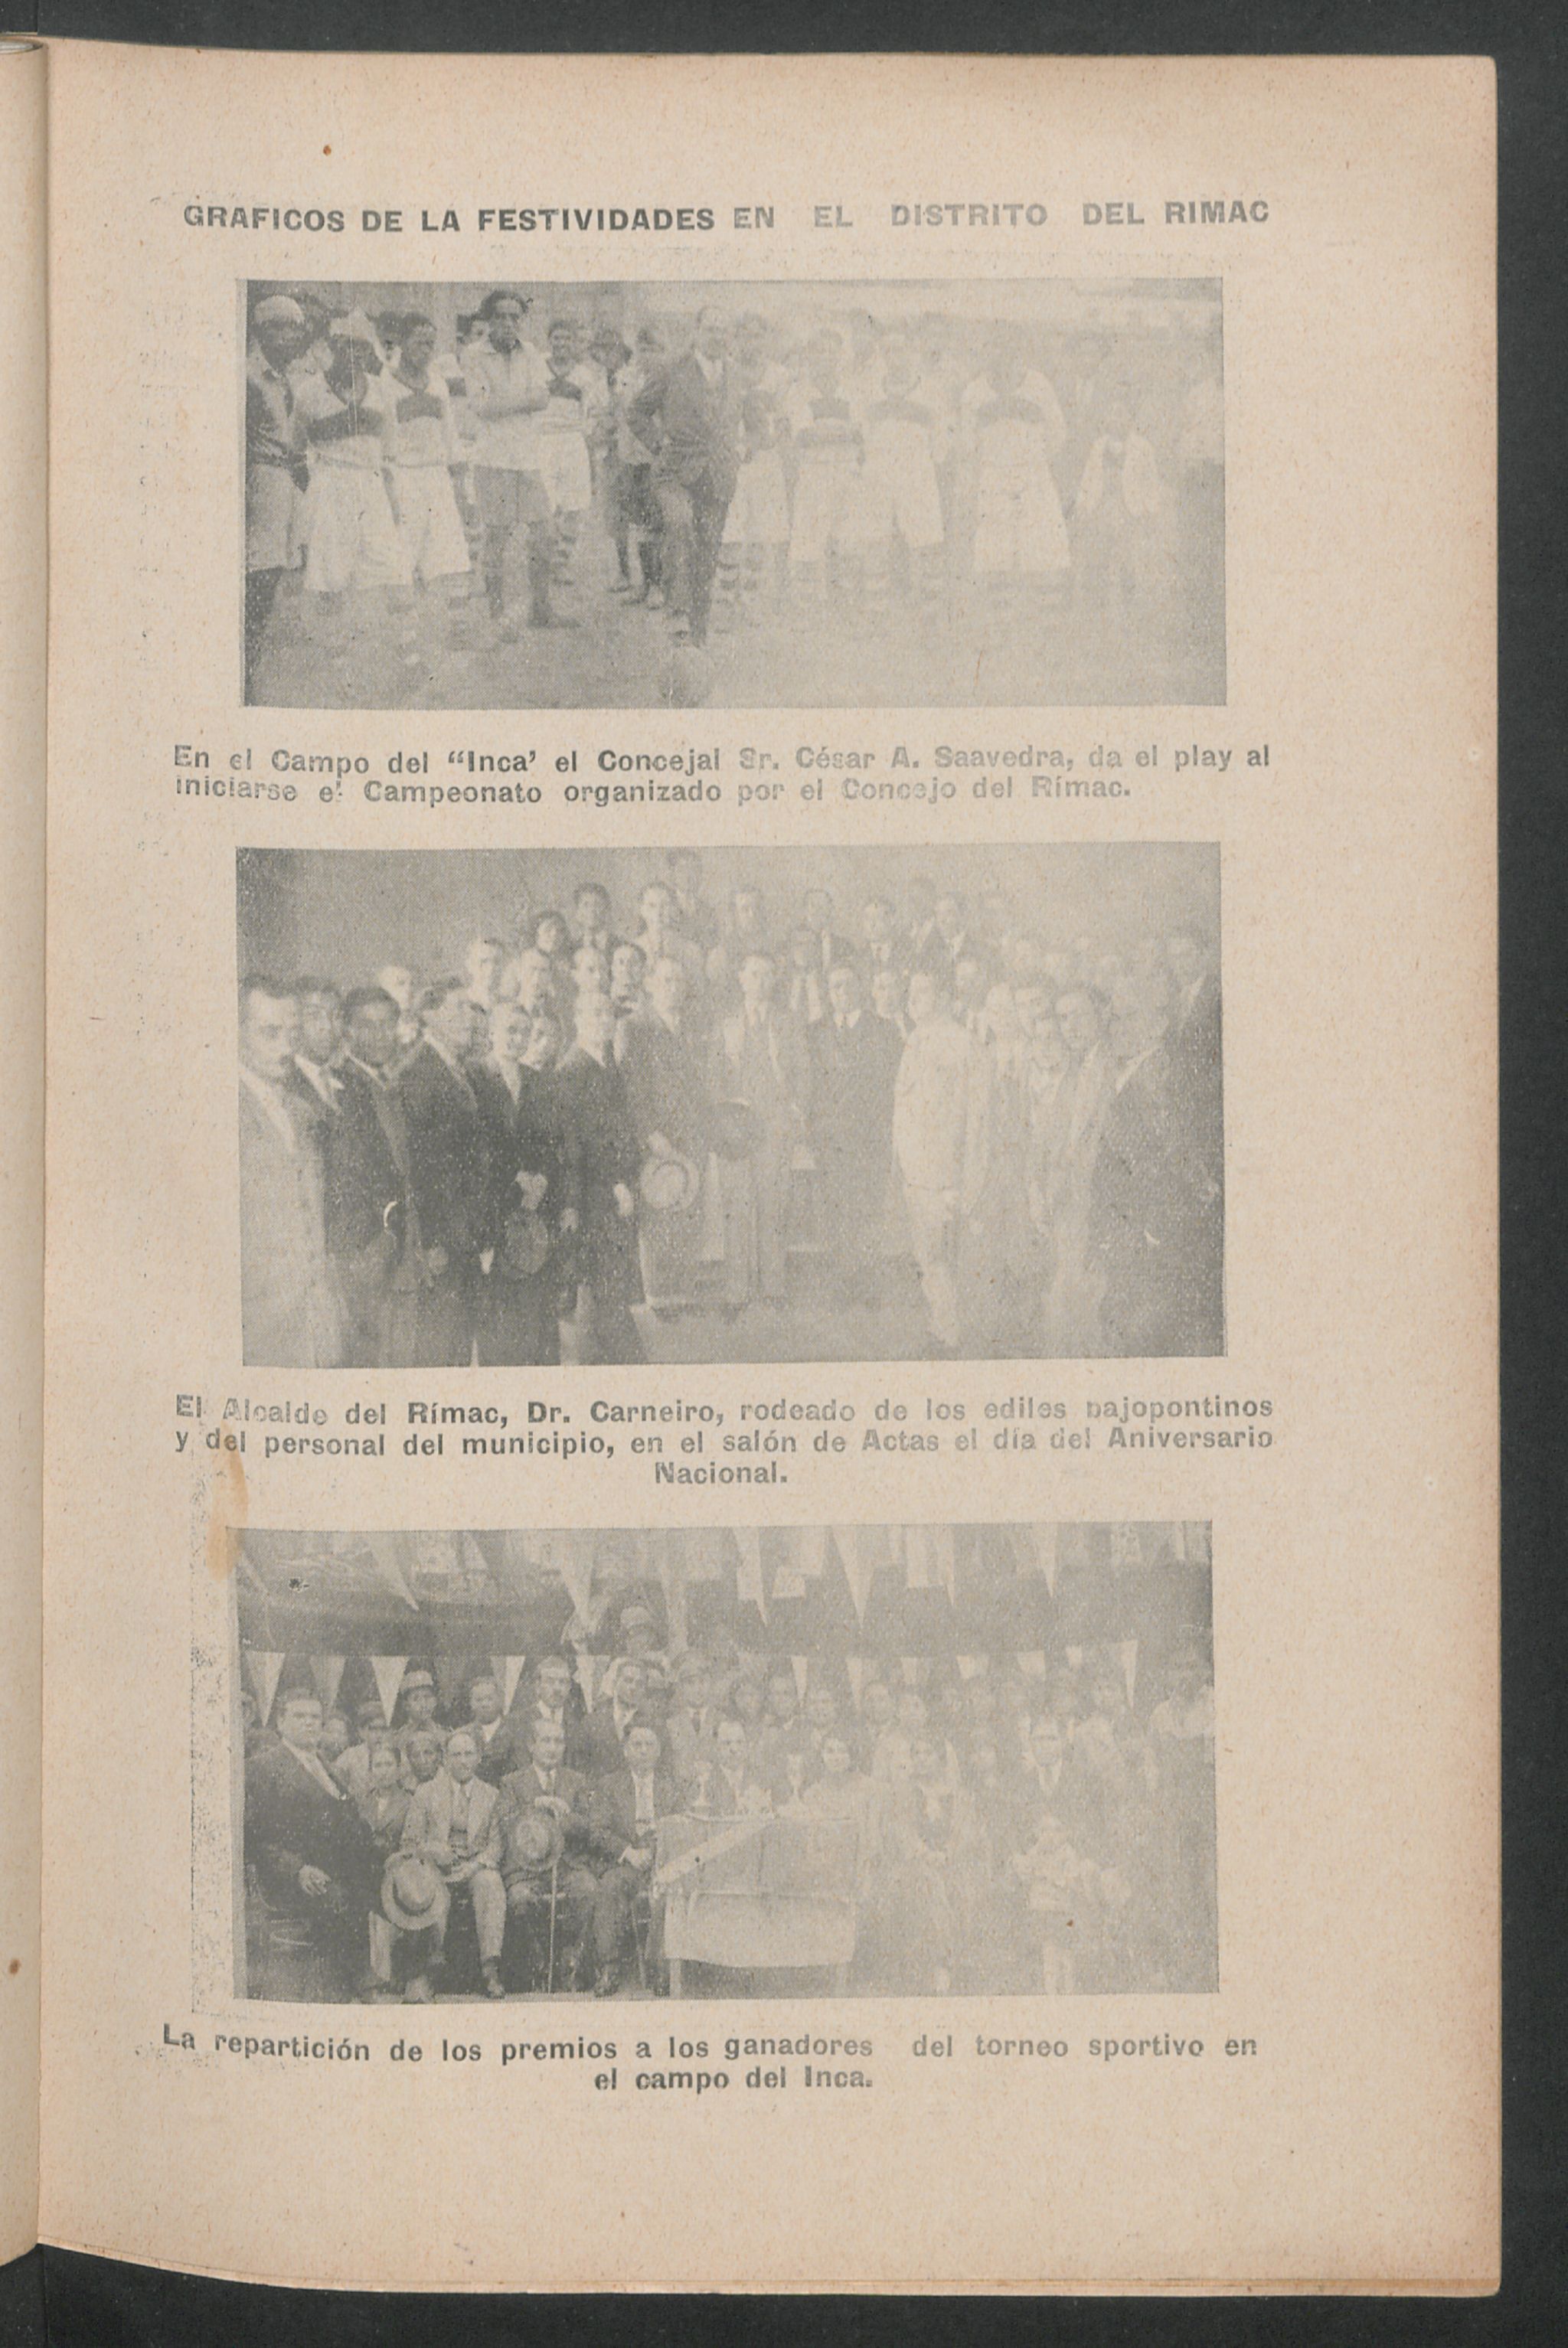 GRAFICOS DE LA FESTIVIDADES EN EL DISTRITO DEL RIMAC
En el Campo del “Inca’ el Concejal Sr. César A. Saavedra, da el play al
iniciarse el Campeonato organizado por el Concejo del Rímac.
El Alcalde del Rímac, Dr. Carneiro, rodeado de los ediles bajopontinos
y del personal del municipio, en el salón de Actas el día del Aniversario
Nacional.
La repartición de los premios a los ganadores del torneo sportivo en
el campo del Inca.